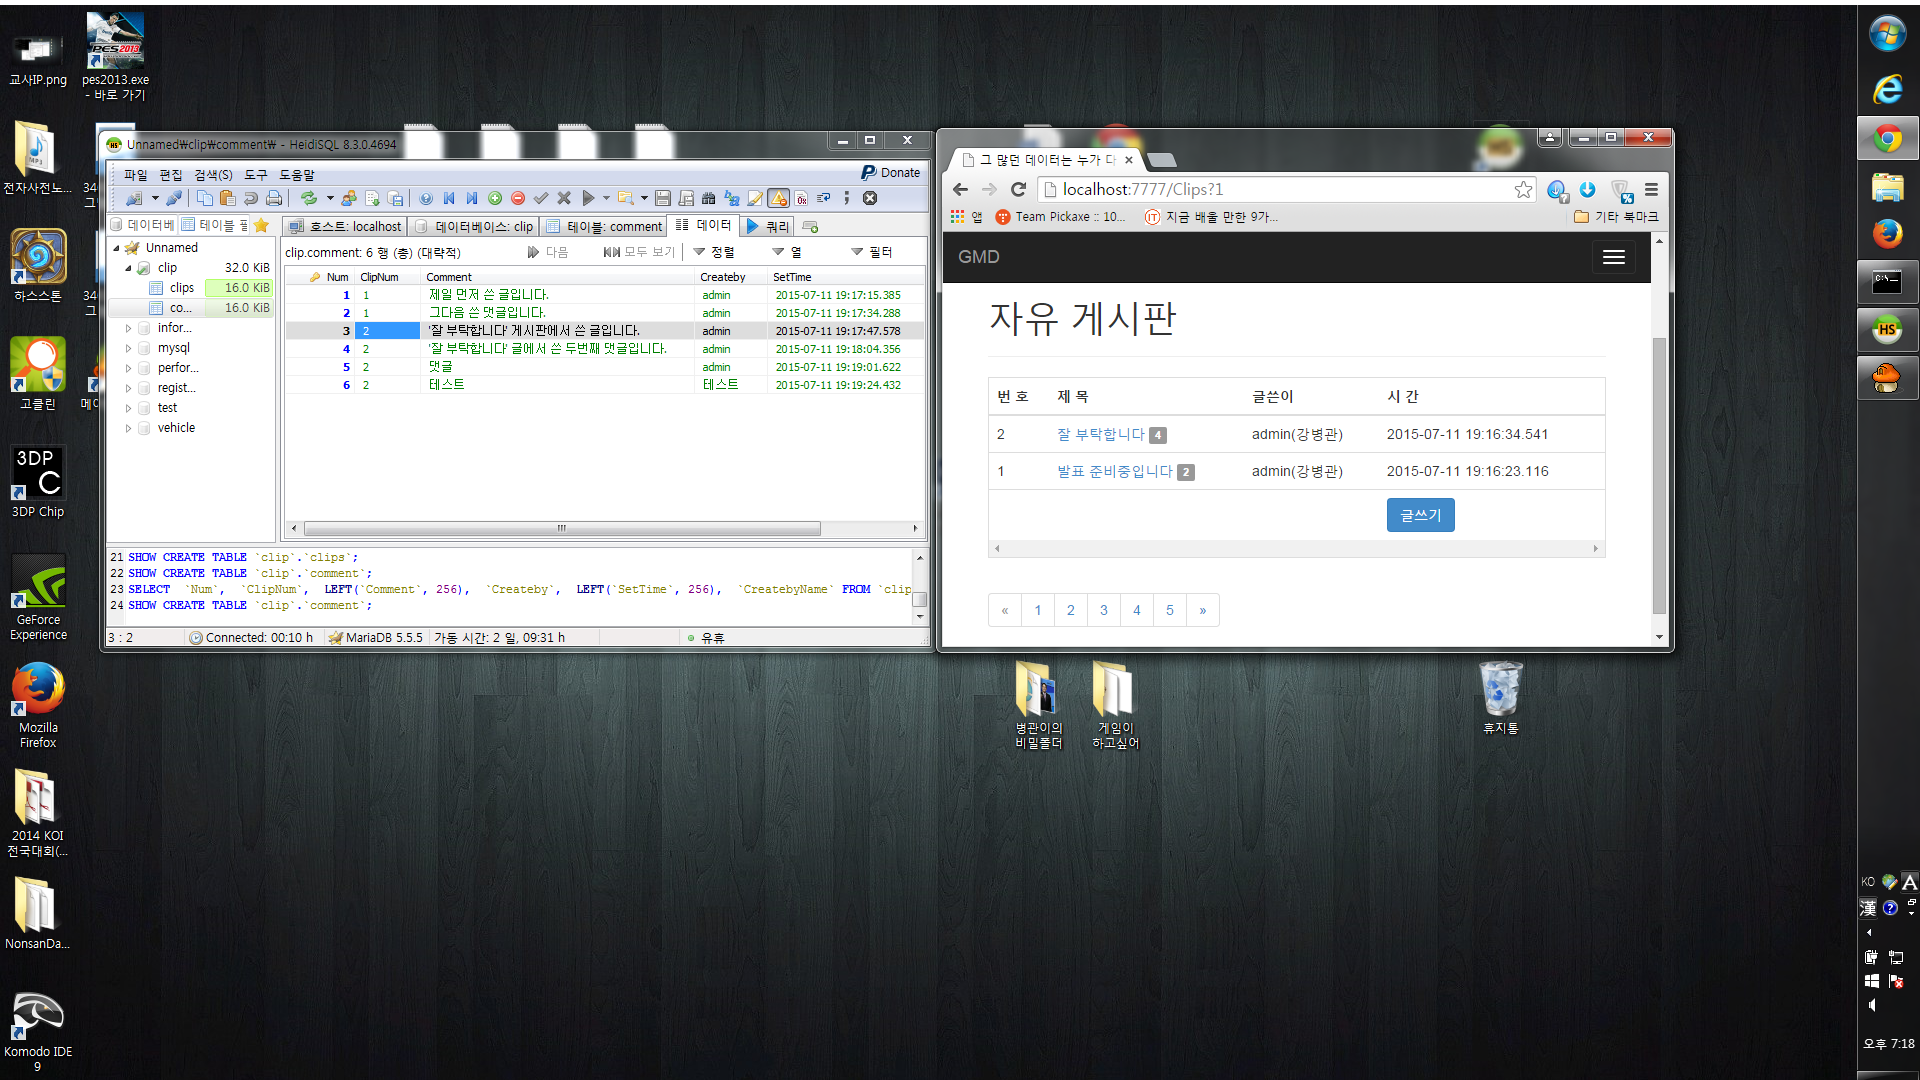 교사IP.png
pes2013.exe
- 바로 가기
전자사전노...
하스스톤
고클린
3DP Chip
GeForce
Experience
Mozilla
Firefox
2014 KOI
전국대회(...
NonsanDa...
Komodo IDE
9
Unnamed₩clip₩comment₩ - HeidiSQL 8.3.0.4694
파일 편집 검색(S) 도구 도움말
Donate
데이터베 테이블 필
호스트: localhost 데이터베이스: clip 테이블: comment 데이터 쿼리
Unnamed
clip 32.0 KiB
clips 16.0 KiB
co... 16.0 KiB
infor...
mysql
perfor...
regist...
test
vehicle
clip.comment: 6 행 (총) (대략적) 다음 모두 보기 정렬 열 필터
Num ClipNum Comment Createby SetTime
1 1 제일 먼저 쓴 글입니다. admin 2015-07-11 19:17:15.385
2 1 그다음 쓴 댓글입니다. admin 2015-07-11 19:17:34.288
3 2 '잘 부탁합니다' 게시판에서 쓴 글입니다. admin 2015-07-11 19:17:47.578
4 2 '잘 부탁합니다' 글에서 쓴 두번째 댓글입니다. admin 2015-07-11 19:18:04.356
5 2 댓글 admin 2015-07-11 19:19:01.622
6 2 테스트 테스트 2015-07-11 19:19:24.432
21 SHOW CREATE TABLE `clip`.`clips`;
22 SHOW CREATE TABLE `clip`.`comment`;
23 SELECT `Num`, `ClipNum`, LEFT(`Comment`, 256), `Createby`, LEFT(`SetTime`, 256), `CreatebyName` FROM `clip
24 SHOW CREATE TABLE `clip`.`comment`;
3 : 2 Connected: 00:10 h MariaDB 5.5.5 가동 시간: 2 일, 09:31 h 유휴
그 많던 데이터는 누가 다
localhost:7777/Clips?1
앱 Team Pickaxe :: 10... 지금 배울 만한 9가... 기타 북마크
GMD
자유 게시판
번 호 제 목 글쓴이 시 간
2 잘 부탁합니다 4 admin(강병관) 2015-07-11 19:16:34.541
1 발표 준비중입니다 2 admin(강병관) 2015-07-11 19:16:23.116
글쓰기
« 1 2 3 4 5 »
병관이의
비밀폴더
게임이
하고싶어
휴지통
KO A
漢
오후 7:18